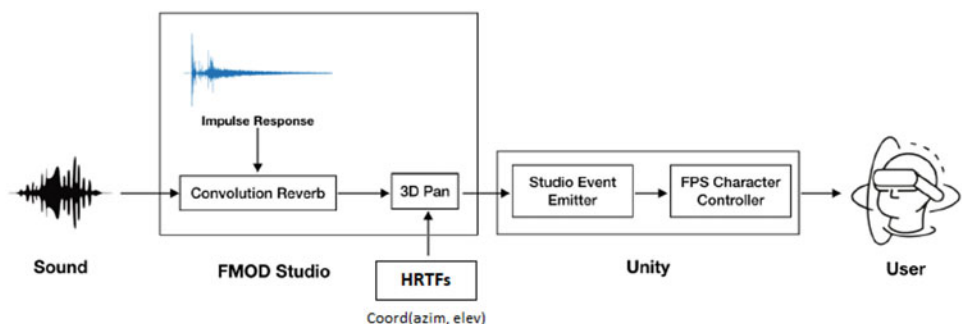 Impulse Response
Convolution Reverb
3D Pan
Studio Event
Emitter
FPS Character
Controller
Sound
FMOD Studio
HRTFs
Coord(azim, elev)
Unity
User